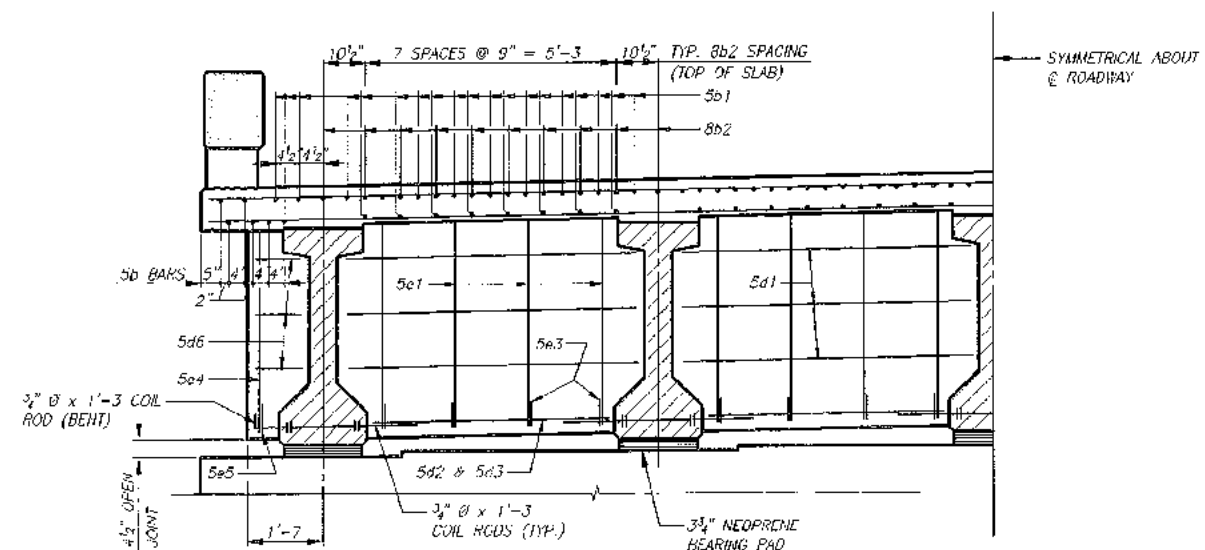 10½" 7 SPACES @ 9" = 5'-3 10½" TYP. 8b2 SPACING
(TOP OF SLAB)
SYMMETRICAL ABOUT
℄ ROADWAY
5b1
8b2
4½" 4½"
5b BARS 5" 4" 4" 4"
2"
5c1
5d1
5d6
5e3
5e4
¾" Ø x 1'-3 COIL
ROD (BENT)
5e5
5d2 & 5d3
4½" OPEN
JOINT
1'-7
¾" Ø x 1'-3
COIL RODS (TYP.)
3¾" NEOPRENE
BEARING PAD